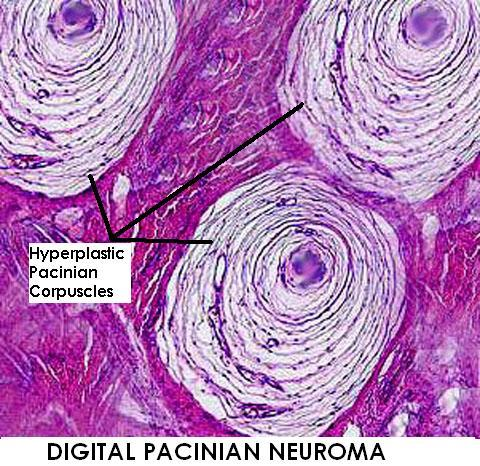 Hyperplastic
Pacinian
Corpuscles
DIGITAL PACINIAN NEUROMA